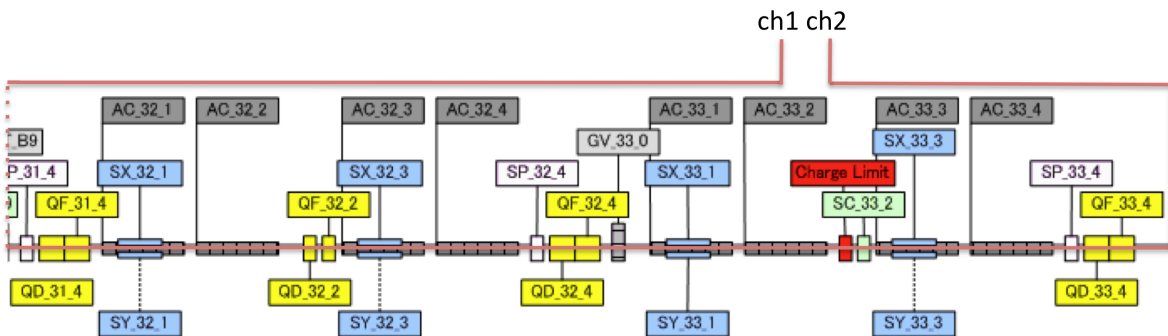 ch1 ch2
AC_32_1 AC_32_2 AC_32_3 AC_32_4 AC_33_1 AC_33_2 AC_33_3 AC_33_4
_B9 GV_33_0 SX_33_3
P_31_4 SX_32_1 SX_32_3 SP_32_4 SX_33_1 Charge Limit SP_33_4
QF_31_4 QF_32_2 QF_32_4 SC_33_2 QF_33_4
QD_31_4 QD_32_2 QD_32_4 QD_33_4
SY_32_1 SY_32_3 SY_33_1 SY_33_3